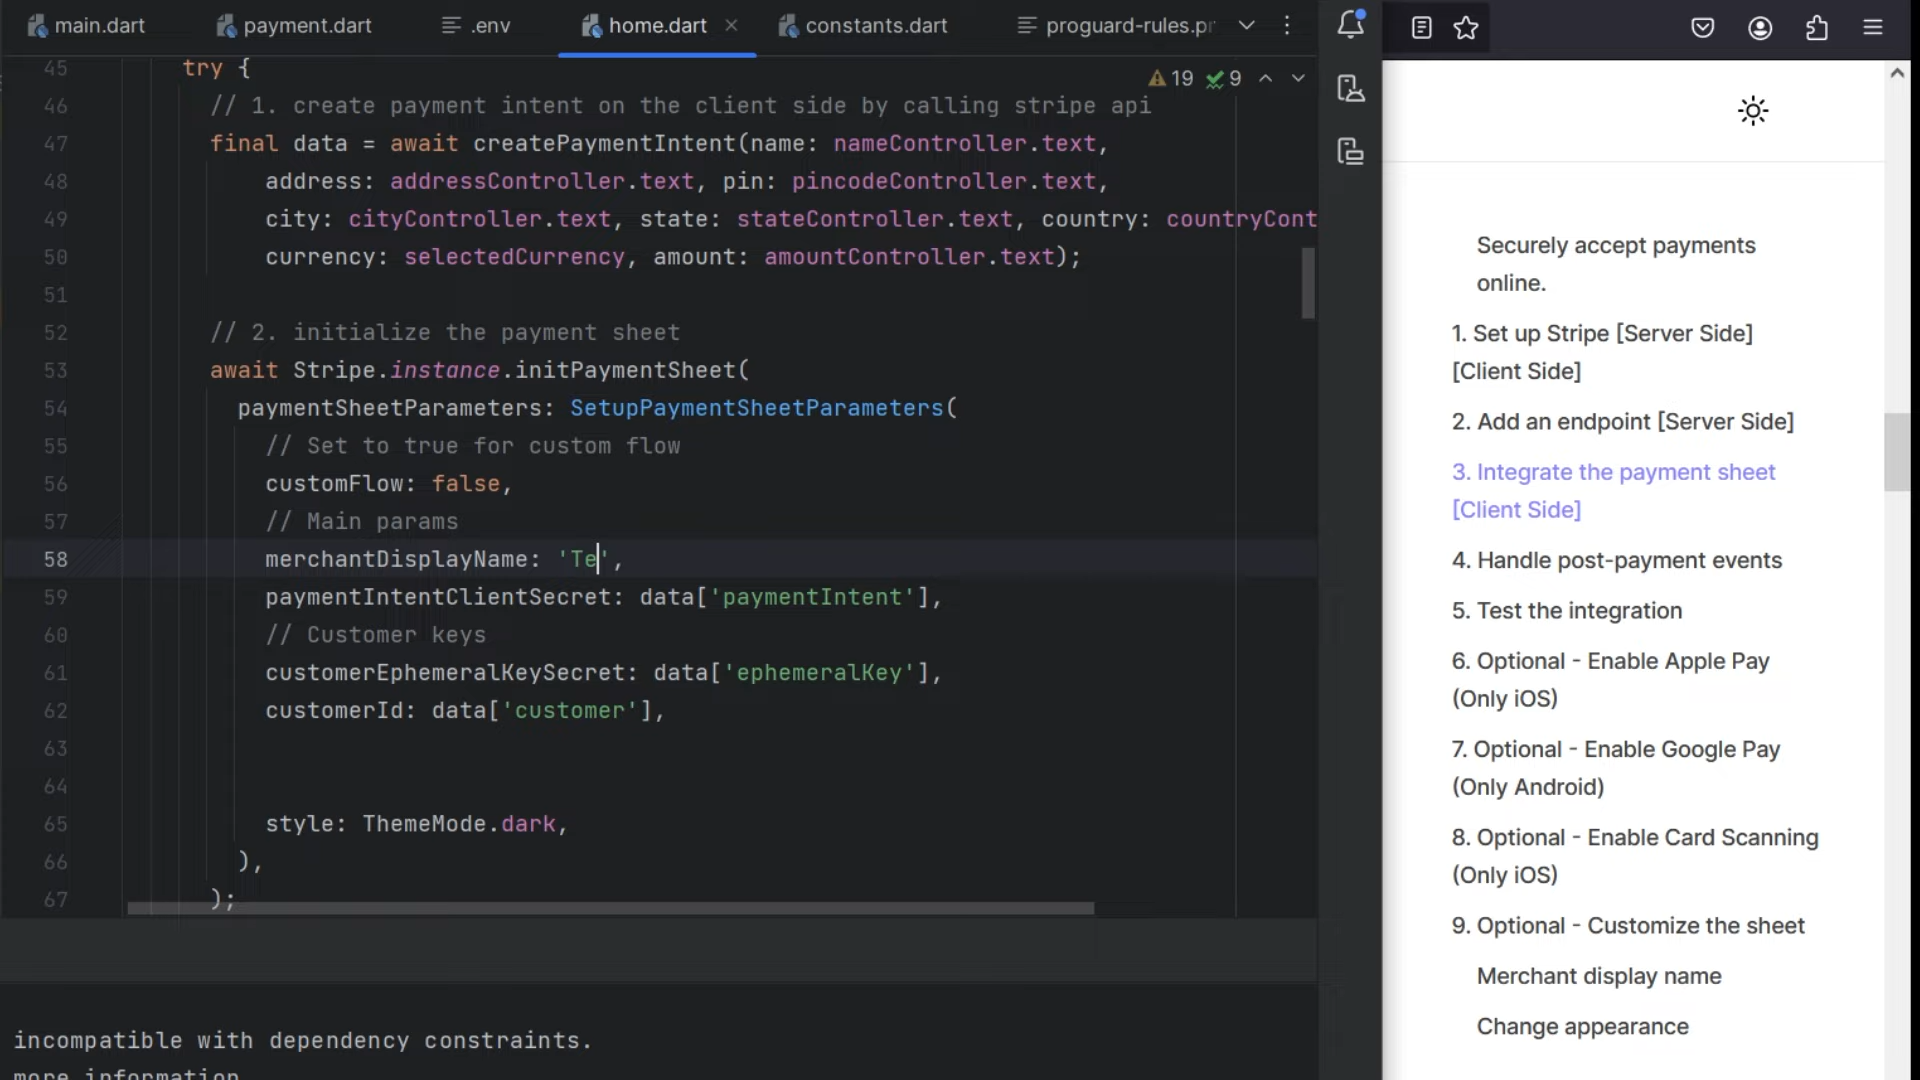 main.dart
payment.dart
.env
home.dart
constants.dart
proguard-rules.pr
19
9
45 try {
46 // 1. create payment intent on the client side by calling stripe api
47 final data = await createPaymentIntent(name: nameController.text,
48 address: addressController.text, pin: pincodeController.text,
49 city: cityController.text, state: stateController.text, country: countryCont
50 currency: selectedCurrency, amount: amountController.text);
51
52 // 2. initialize the payment sheet
53 await Stripe.instance.initPaymentSheet(
54 paymentSheetParameters: SetupPaymentSheetParameters(
55 // Set to true for custom flow
56 customFlow: false,
57 // Main params
58 merchantDisplayName: 'Te',
59 paymentIntentClientSecret: data['paymentIntent'],
60 // Customer keys
61 customerEphemeralKeySecret: data['ephemeralKey'],
62 customerId: data['customer'],
63
64
65 style: ThemeMode.dark,
66 ),
67 );
incompatible with dependency constraints.
more information
Securely accept payments
online.
1. Set up Stripe [Server Side]
[Client Side]
2. Add an endpoint [Server Side]
3. Integrate the payment sheet
[Client Side]
4. Handle post-payment events
5. Test the integration
6. Optional - Enable Apple Pay
(Only iOS)
7. Optional - Enable Google Pay
(Only Android)
8. Optional - Enable Card Scanning
(Only iOS)
9. Optional - Customize the sheet
Merchant display name
Change appearance